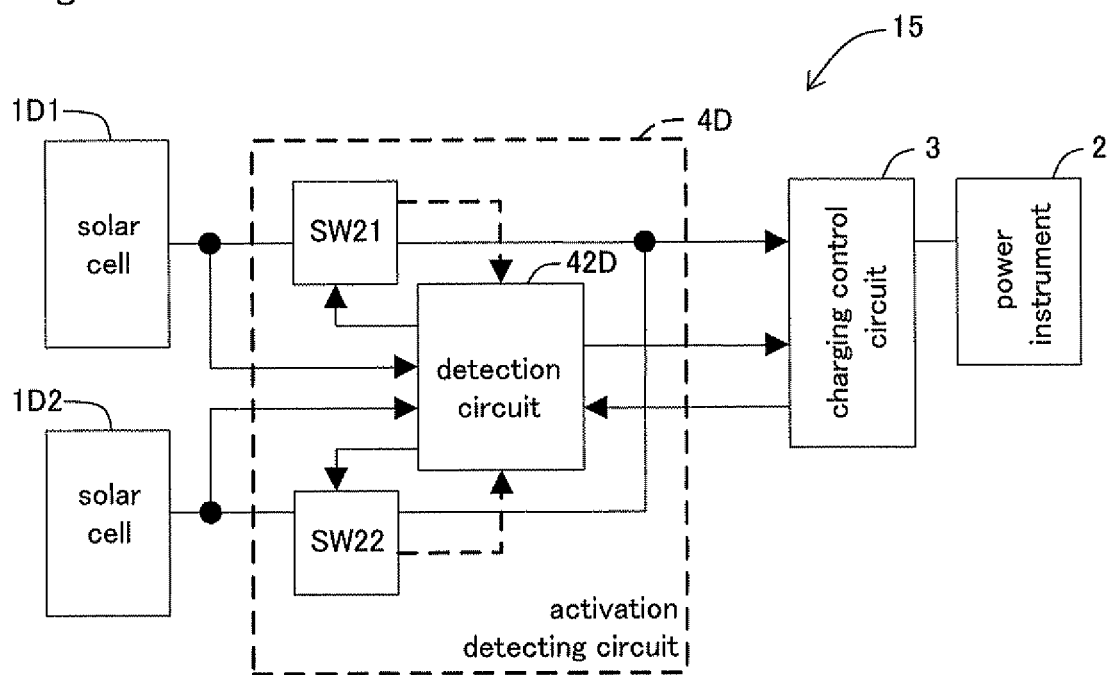 15
1D1
4D
3
2
solar
cell
SW21
42D
charging control
circuit
power
instrument
detection
circuit
1D2
solar
cell
SW22
activation
detecting circuit